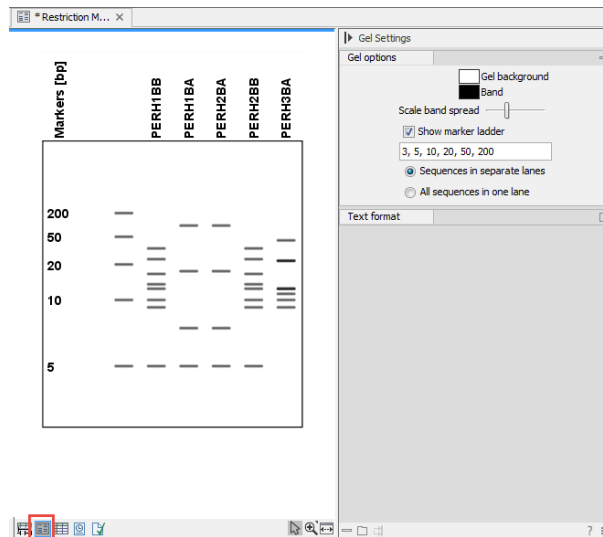 * Restriction M... ×
Gel Settings
Gel options
Gel background
Band
Scale band spread
Show marker ladder
3, 5, 10, 20, 50, 200
Sequences in separate lanes
All sequences in one lane
Text format
Markers [bp]
PERH1BB
PERH1BA
PERH2BA
PERH2BB
PERH3BA
200
50
20
10
5